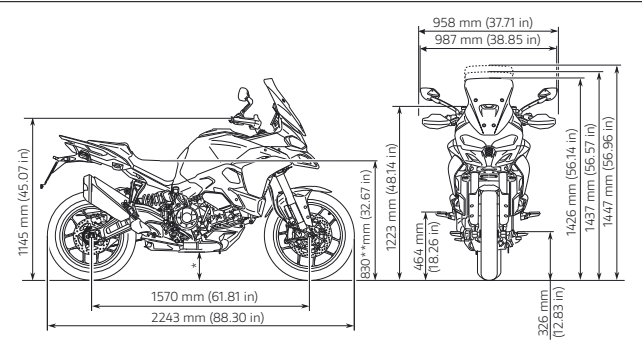 958 mm (37.71 in)
987 mm (38.85 in)
1145 mm (45.07 in)
830**mm (32.67 in)
*
1223 mm (48.14 in)
464 mm
(18.26 in)
1426 mm (56.14 in)
1437 mm (56.57 in)
1447 mm (56.96 in)
1570 mm (61.81 in)
2243 mm (88.30 in)
326 mm
(12.83 in)